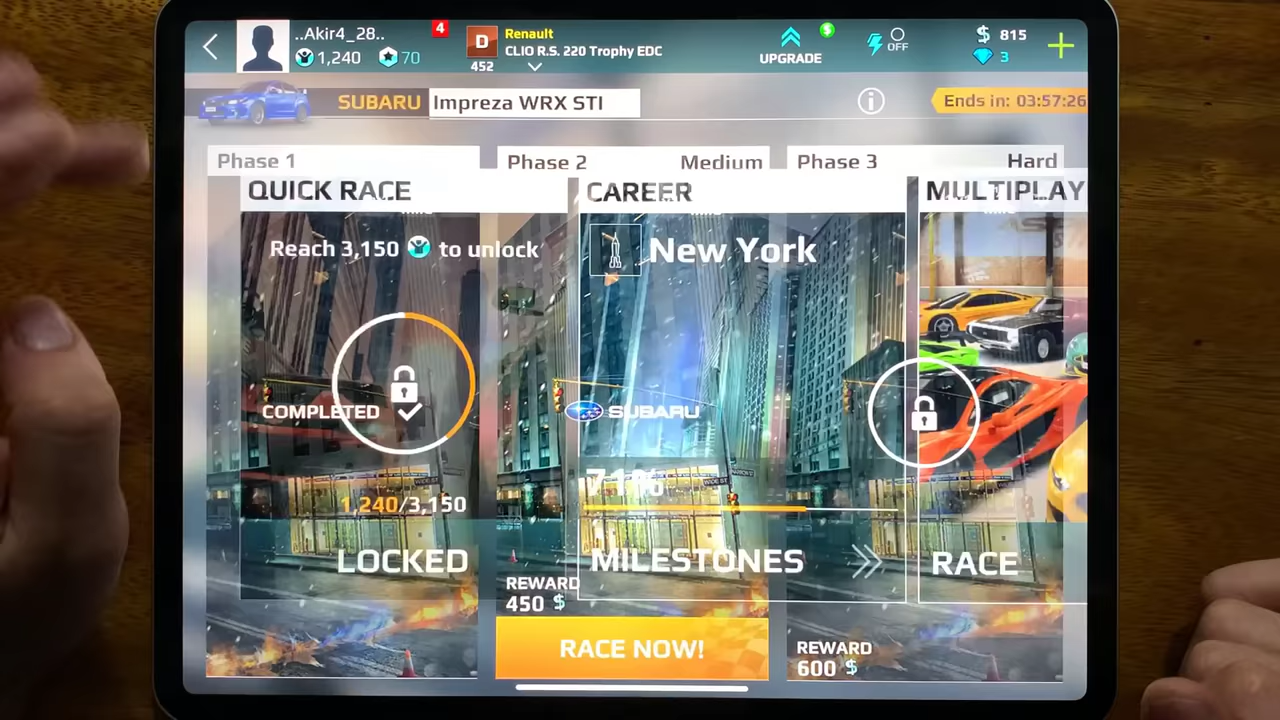 ..Akir4_28..
4
1,240
70
D
452
Renault
CLIO R.S. 220 Trophy EDC
UPGRADE
$
OFF
$ 815
3
SUBARU Impreza WRX STI
i
Ends in: 03:57:26
Phase 1
Phase 2 Medium
Phase 3 Hard
QUICK RACE
CAREER
MULTIPLAY
Reach 3,150 to unlock
New York
COMPLETED
SUBARU
71%
1,240/3,150
LOCKED
MILESTONES
RACE
REWARD
450 $
RACE NOW!
REWARD
600 $